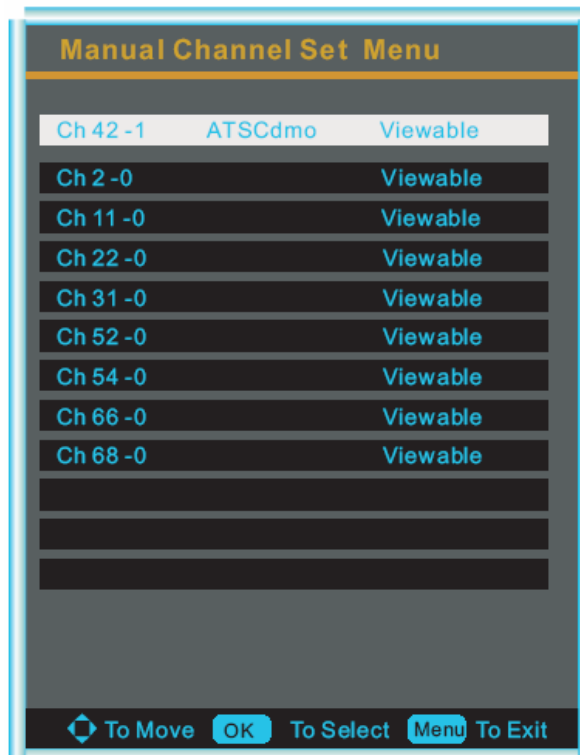 Manual Channel Set Menu
Ch 42 -1 ATSCdmo Viewable
Ch 2 -0 Viewable
Ch 11 -0 Viewable
Ch 22 -0 Viewable
Ch 31 -0 Viewable
Ch 52 -0 Viewable
Ch 54 -0 Viewable
Ch 66 -0 Viewable
Ch 68 -0 Viewable
To Move OK To Select Menu To Exit